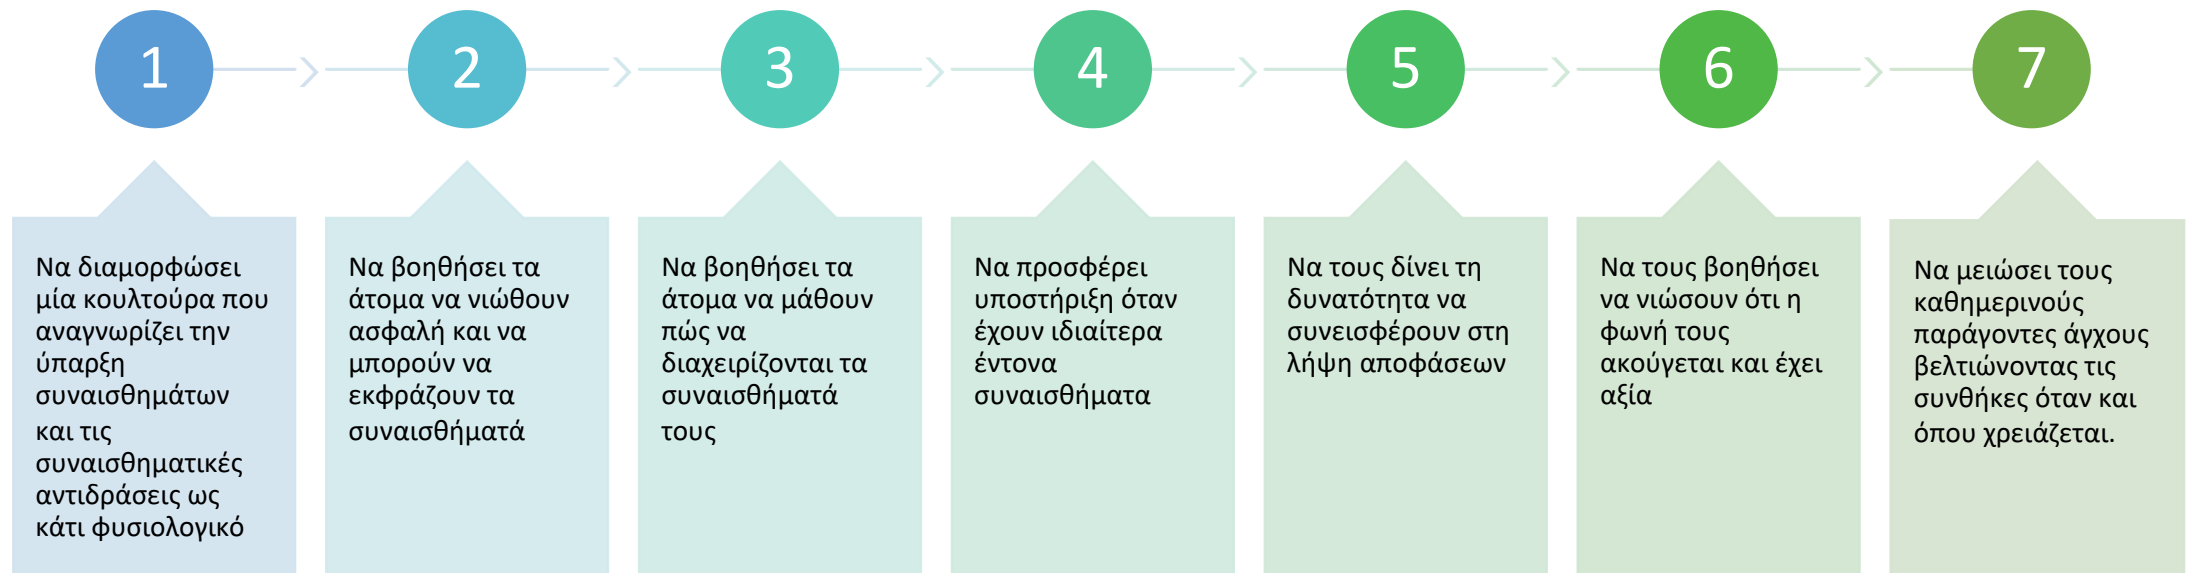 1
2
3
4
5
6
7
Να διαμορφώσει
μία κουλτούρα που
αναγνωρίζει την
ύπαρξη
συναισθημάτων
και τις
συναισθηματικές
αντιδράσεις ως
κάτι φυσιολογικό
Να βοηθήσει τα
άτομα να νιώθουν
ασφαλή και να
μπορούν να
εκφράζουν τα
συναισθήματά
Να βοηθήσει τα
άτομα να μάθουν
πώς να
διαχειρίζονται τα
συναισθήματά
τους
Να προσφέρει
υποστήριξη όταν
έχουν ιδιαίτερα
έντονα
συναισθήματα
Να τους δίνει τη
δυνατότητα να
συνεισφέρουν στη
λήψη αποφάσεων
Να τους βοηθήσει
να νιώσουν ότι η
φωνή τους
ακούγεται και έχει
αξία
Να μειώσει τους
καθημερινούς
παράγοντες άγχους
βελτιώνοντας τις
συνθήκες όταν και
όπου χρειάζεται.